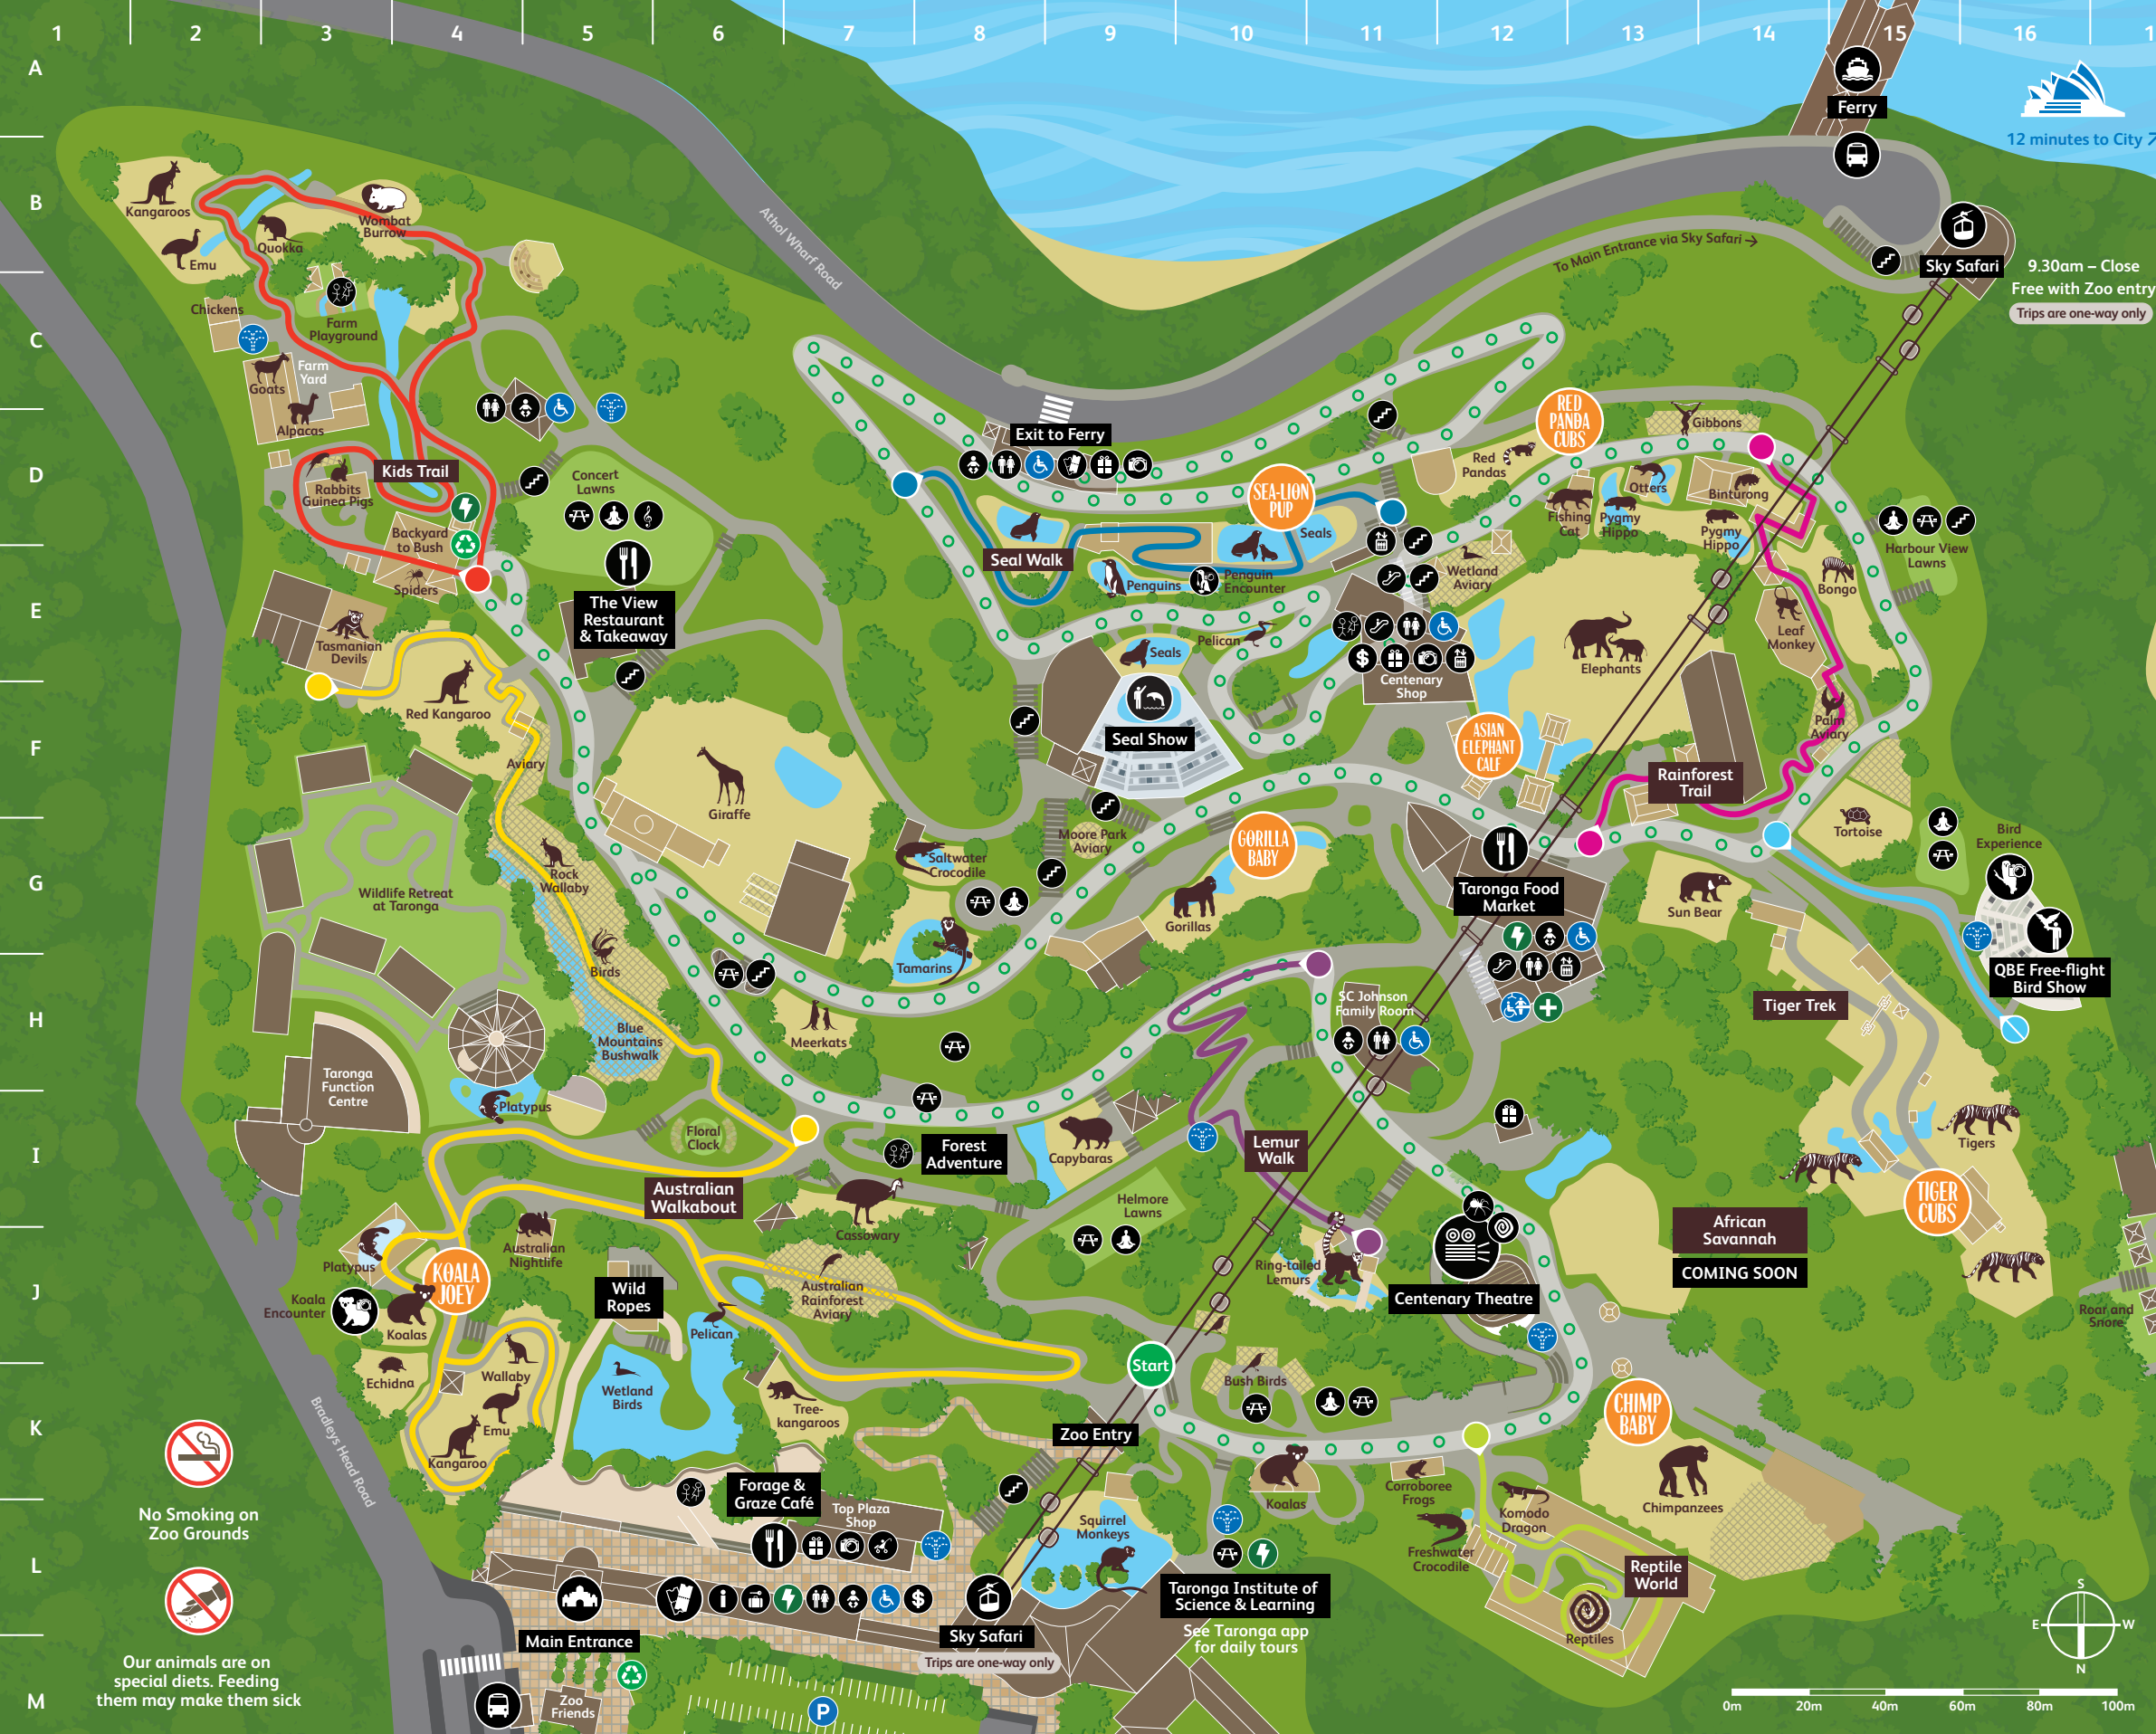 1 2 3 4 5 6 7 8 9 10 11 12 13 14 15 16 1
A
B
C
D
E
F
G
H
I
J
K
L
M
Ferry
12 minutes to City
Athol Wharf Road
To Main Entrance via Sky Safari
Sky Safari
9.30am – Close
Free with Zoo entry
Trips are one-way only
Kangaroos
Wombat
Burrow
Quokka
Emu
Chickens
Farm
Playground
Farm
Yard
Goats
Alpacas
Kids Trail
Rabbits
Guinea Pigs
Backyard
to Bush
Spiders
Concert
Lawns
The View
Restaurant
& Takeaway
Exit to Ferry
SEA-LION
PUP
Seals
Seal Walk
Penguins
Penguin
Encounter
Pelican
Seals
Seal Show
RED
PANDA
CUBS
Red
Pandas
Gibbons
Otters
Binturong
Fishing
Cat
Pygmy
Hippo
Pygmy
Hippo
Wetland
Aviary
Bongo
Harbour View
Lawns
Leaf
Monkey
Elephants
Centenary
Shop
Palm
Aviary
ASIAN
ELEPHANT
CALF
Rainforest
Trail
Tortoise
Bird
Experience
Tasmanian
Devils
Red Kangaroo
Aviary
Giraffe
Moore Park
Aviary
GORILLA
BABY
Saltwater
Crocodile
Gorillas
Taronga Food
Market
Sun Bear
Rock
Wallaby
Wildlife Retreat
at Taronga
Birds
Tamarins
QBE Free-flight
Bird Show
Tiger Trek
SC Johnson
Family Room
Meerkats
Blue
Mountains
Bushwalk
Taronga
Function
Centre
Platypus
Floral
Clock
Forest
Adventure
Capybaras
Lemur
Walk
Tigers
TIGER
CUBS
Australian
Walkabout
Helmore
Lawns
African
Savannah
COMING SOON
Cassowary
Australian
Nightlife
Platypus
KOALA
JOEY
Koala
Encounter
Koalas
Wild
Ropes
Australian
Rainforest
Aviary
Ring-tailed
Lemurs
Centenary Theatre
Roar and
Snore
Pelican
Start
Echidna
Wallaby
Wetland
Birds
Tree-
kangaroos
Bush Birds
CHIMP
BABY
Emu
Kangaroo
Bradleys Head Road
Zoo Entry
Forage &
Graze Café
Top Plaza
Shop
Koalas
Corroboree
Frogs
Komodo
Dragon
Chimpanzees
No Smoking on
Zoo Grounds
Squirrel
Monkeys
Freshwater
Crocodile
Reptile
World
Taronga Institute of
Science & Learning
See Taronga app
for daily tours
Reptiles
Main Entrance
Sky Safari
Trips are one-way only
Our animals are on
special diets. Feeding
them may make them sick
Zoo
Friends
P
S
E W
N
0m 20m 40m 60m 80m 100m